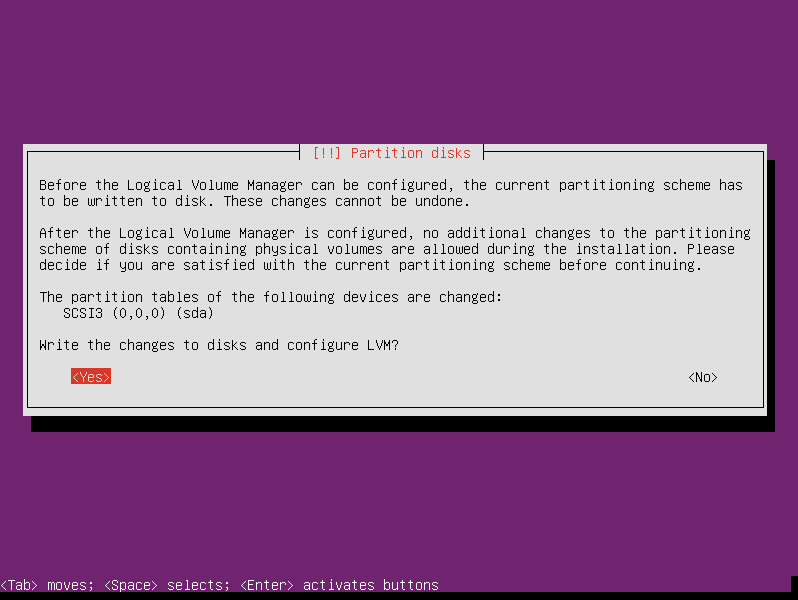 [!!] Partition disks
Before the Logical Volume Manager can be configured, the current partitioning scheme has
to be written to disk. These changes cannot be undone.
After the Logical Volume Manager is configured, no additional changes to the partitioning
scheme of disks containing physical volumes are allowed during the installation. Please
decide if you are satisfied with the current partitioning scheme before continuing.
The partition tables of the following devices are changed:
SCSI3 (0,0,0) (sda)
Write the changes to disks and configure LVM?
<Yes> <No>
<Tab> moves; <Space> selects; <Enter> activates buttons